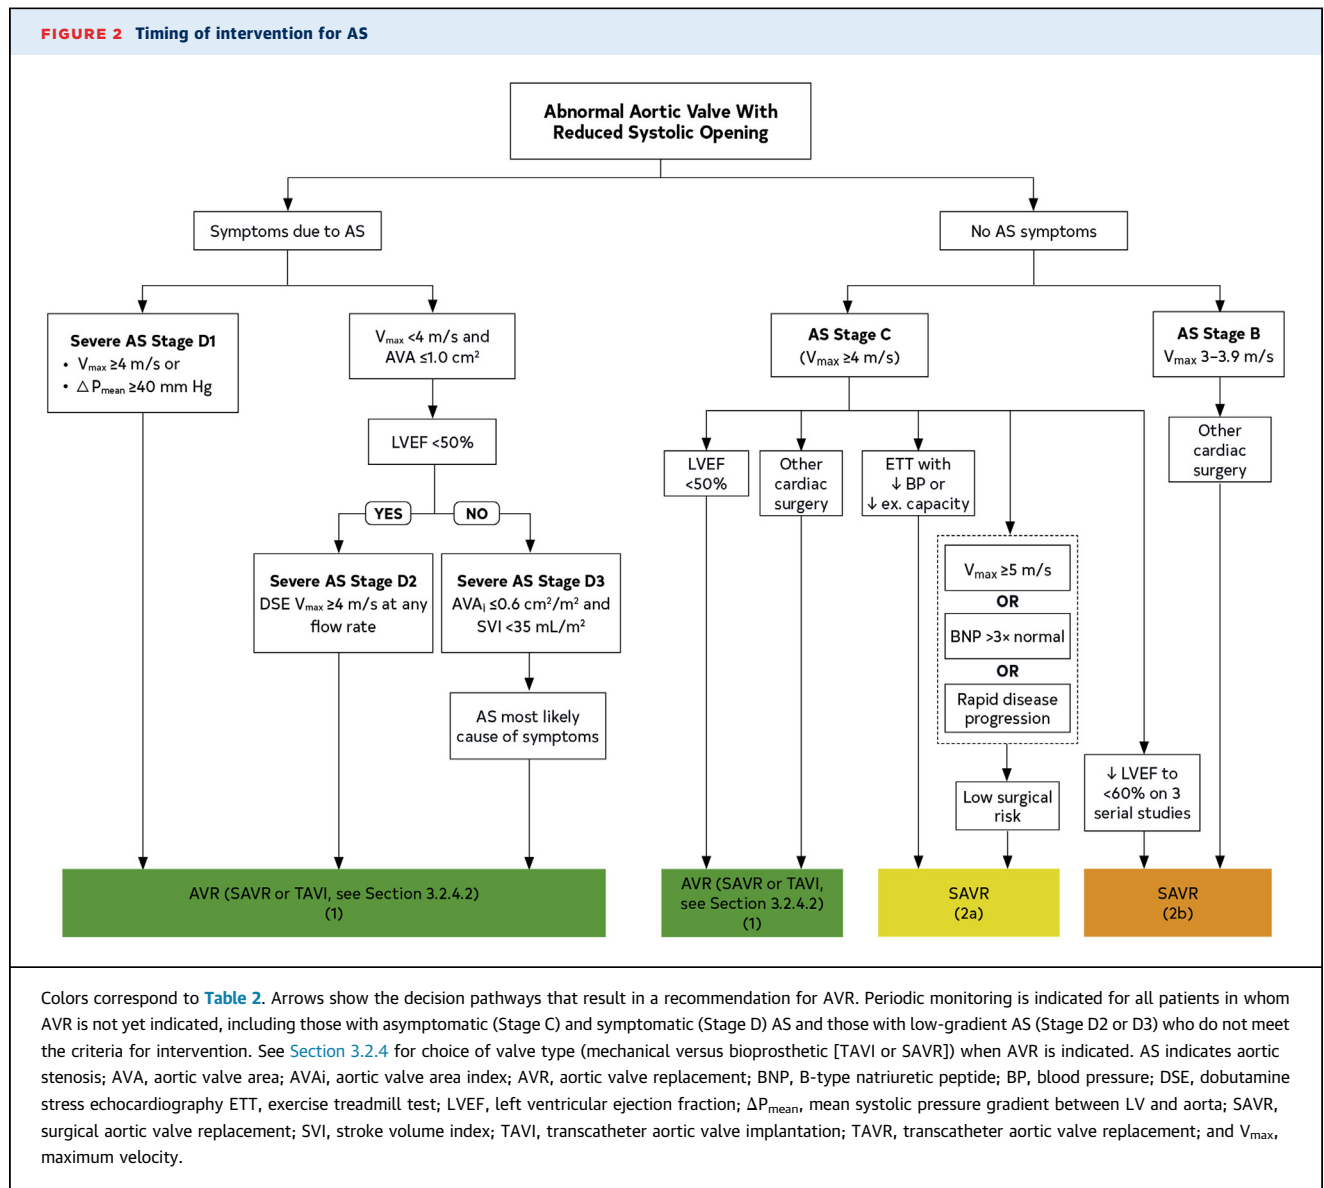 FIGURE 2 Timing of intervention for AS
Abnormal Aortic Valve With
Reduced Systolic Opening
Symptoms due to AS
No AS symptoms
Severe AS Stage D1
• Vmax ≥4 m/s or
• △Pmean ≥40 mm Hg
Vmax <4 m/s and
AVA ≤1.0 cm²
AS Stage C
(Vmax ≥4 m/s)
AS Stage B
Vmax 3–3.9 m/s
LVEF <50%
YES
NO
Severe AS Stage D2
DSE Vmax ≥4 m/s at any
flow rate
Severe AS Stage D3
AVAi ≤0.6 cm²/m² and
SVI <35 mL/m²
AS most likely
cause of symptoms
LVEF
<50%
Other
cardiac
surgery
ETT with
↓ BP or
↓ ex. capacity
Vmax ≥5 m/s
OR
BNP >3× normal
OR
Rapid disease
progression
Low surgical
risk
↓ LVEF to
<60% on 3
serial studies
Other
cardiac
surgery
AVR (SAVR or TAVI, see Section 3.2.4.2)
(1)
AVR (SAVR or TAVI,
see Section 3.2.4.2)
(1)
SAVR
(2a)
SAVR
(2b)
Colors correspond to Table 2. Arrows show the decision pathways that result in a recommendation for AVR. Periodic monitoring is indicated for all patients in whom
AVR is not yet indicated, including those with asymptomatic (Stage C) and symptomatic (Stage D) AS and those with low-gradient AS (Stage D2 or D3) who do not meet
the criteria for intervention. See Section 3.2.4 for choice of valve type (mechanical versus bioprosthetic [TAVI or SAVR]) when AVR is indicated. AS indicates aortic
stenosis; AVA, aortic valve area; AVAi, aortic valve area index; AVR, aortic valve replacement; BNP, B-type natriuretic peptide; BP, blood pressure; DSE, dobutamine
stress echocardiography ETT, exercise treadmill test; LVEF, left ventricular ejection fraction; ΔPmean, mean systolic pressure gradient between LV and aorta; SAVR,
surgical aortic valve replacement; SVI, stroke volume index; TAVI, transcatheter aortic valve implantation; TAVR, transcatheter aortic valve replacement; and Vmax,
maximum velocity.